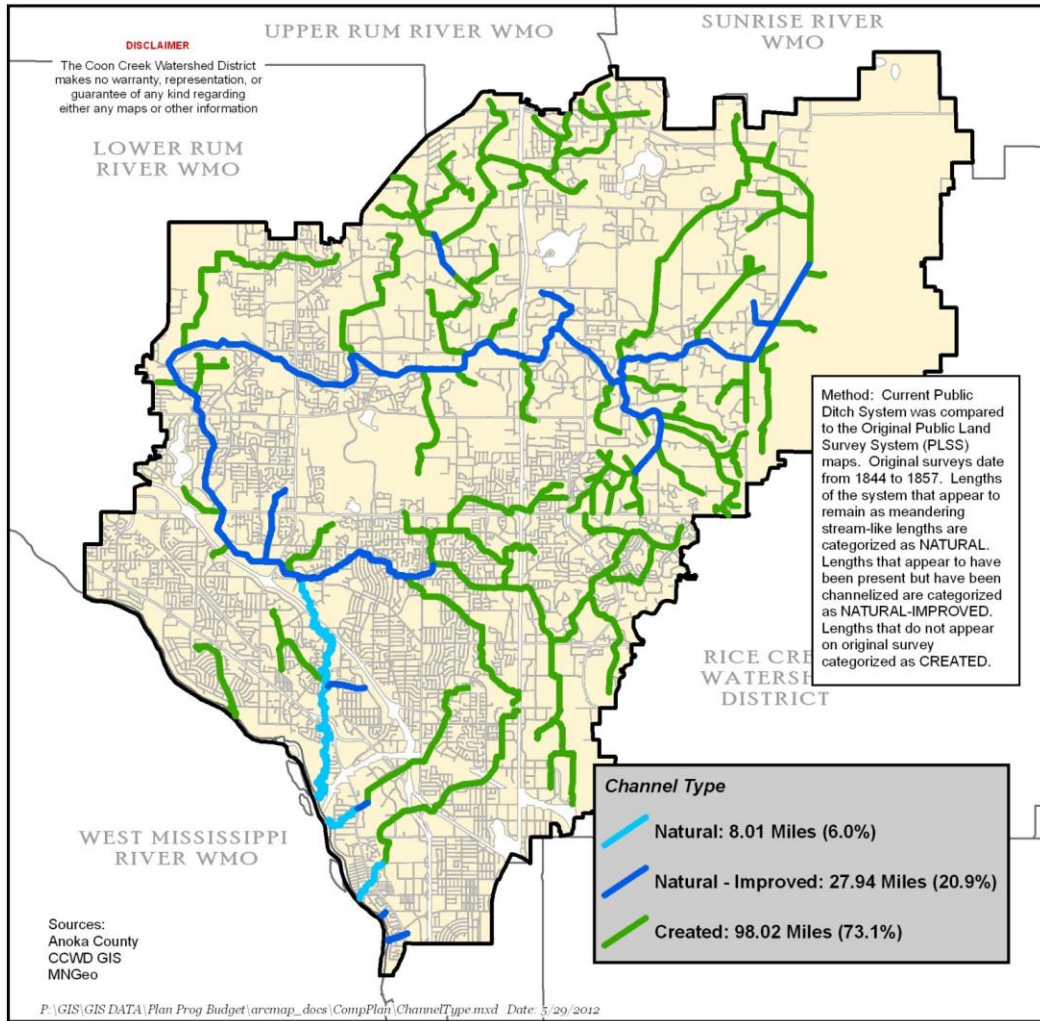 UPPER RUM RIVER WMO
SUNRISE RIVER
WMO
DISCLAIMER
The Coon Creek Watershed District
makes no warranty, representation, or
guarantee of any kind regarding
either any maps or other information
LOWER RUM
RIVER WMO
Method: Current Public
Ditch System was compared
to the Original Public Land
Survey System (PLSS)
maps. Original surveys date
from 1844 to 1857. Lengths
of the system that appear to
remain as meandering
stream-like lengths are
categorized as NATURAL.
Lengths that appear to have
been present but have been
channelized are categorized
as NATURAL-IMPROVED.
Lengths that do not appear
on original survey
categorized as CREATED.
RICE CRE
WATERSH
DISTRICT
WEST MISSISSIPPI
RIVER WMO
Channel Type
Natural: 8.01 Miles (6.0%)
Natural - Improved: 27.94 Miles (20.9%)
Created: 98.02 Miles (73.1%)
Sources:
Anoka County
CCWD GIS
MNGeo
P:\GIS\GIS DATA\Plan Prog Budget\arcmap_docs\CompPlan\ChannelType.mxd Date: 5/29/2012